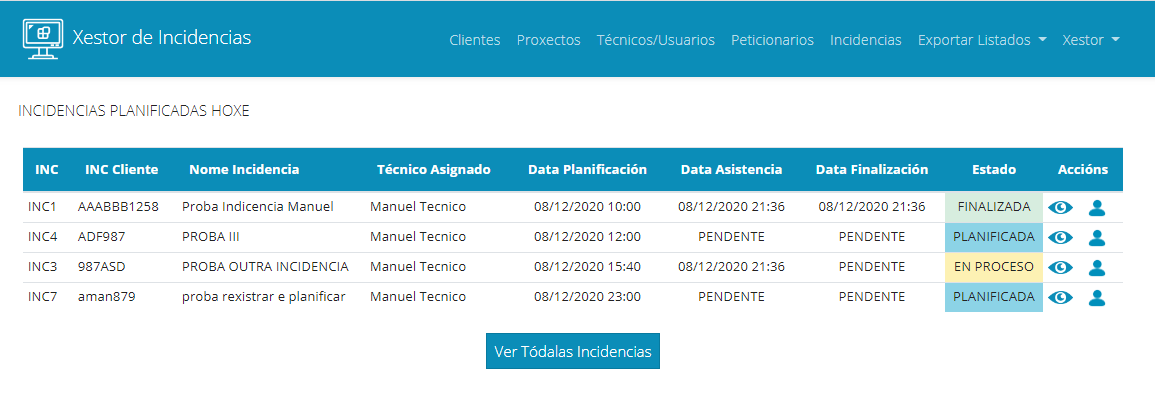 Xestor de Incidencias
Clientes Proxectos Técnicos/Usuarios Peticionarios Incidencias Exportar Listados Xestor
INCIDENCIAS PLANIFICADAS HOXE
INC INC Cliente Nome Incidencia Técnico Asignado Data Planificación Data Asistencia Data Finalización Estado Accións
INC1 AAABBB1258 Proba Indicencia Manuel Manuel Tecnico 08/12/2020 10:00 08/12/2020 21:36 08/12/2020 21:36 FINALIZADA
INC4 ADF987 PROBA III Manuel Tecnico 08/12/2020 12:00 PENDENTE PENDENTE PLANIFICADA
INC3 987ASD PROBA OUTRA INCIDENCIA Manuel Tecnico 08/12/2020 15:40 08/12/2020 21:36 PENDENTE EN PROCESO
INC7 aman879 proba rexistrar e planificar Manuel Tecnico 08/12/2020 23:00 PENDENTE PENDENTE PLANIFICADA
Ver Tódalas Incidencias